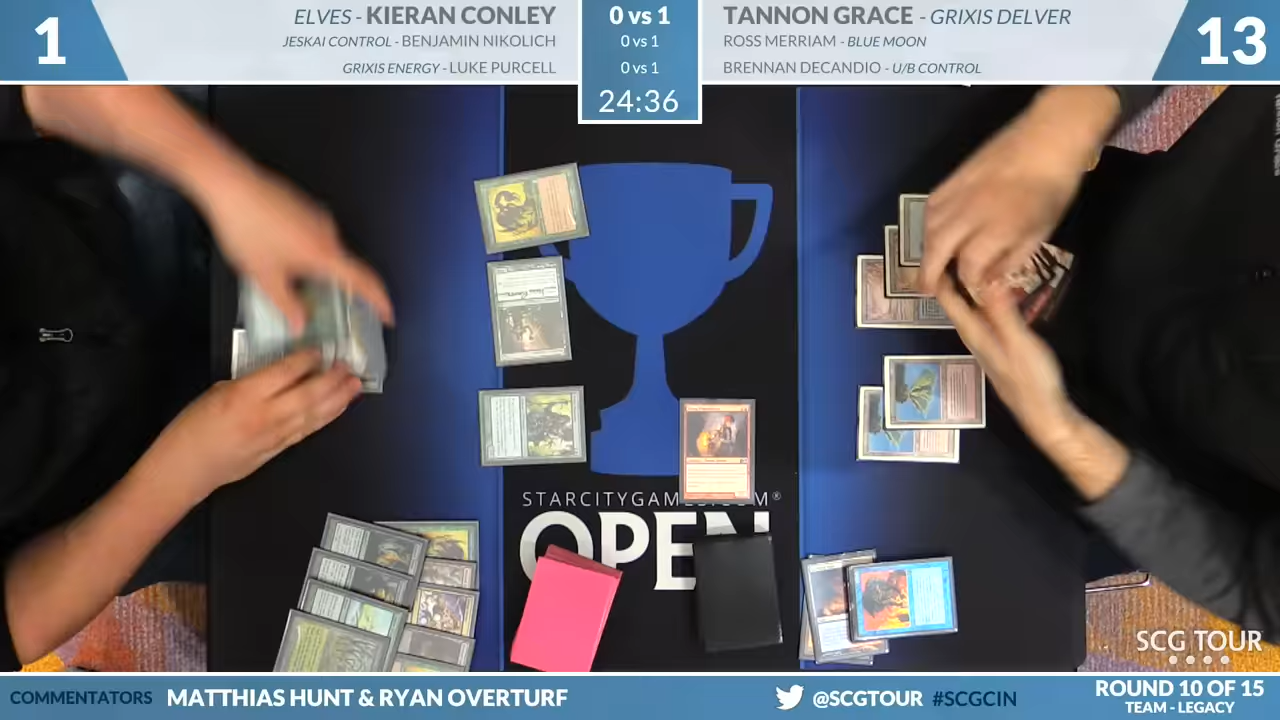 1
ELVES - KIERAN CONLEY
JESKAI CONTROL - BENJAMIN NIKOLICH
GRIXIS ENERGY - LUKE PURCELL
0 vs 1
0 vs 1
0 vs 1
24:36
TANNON GRACE - GRIXIS DELVER
ROSS MERRIAM - BLUE MOON
BRENNAN DECANDIO - U/B CONTROL
13
STARCITYGAMES.COM®
OPEN
SCG TOUR
COMMENTATORS MATTHIAS HUNT & RYAN OVERTURF
@SCGTOUR #SCGCIN
ROUND 10 OF 15
TEAM - LEGACY